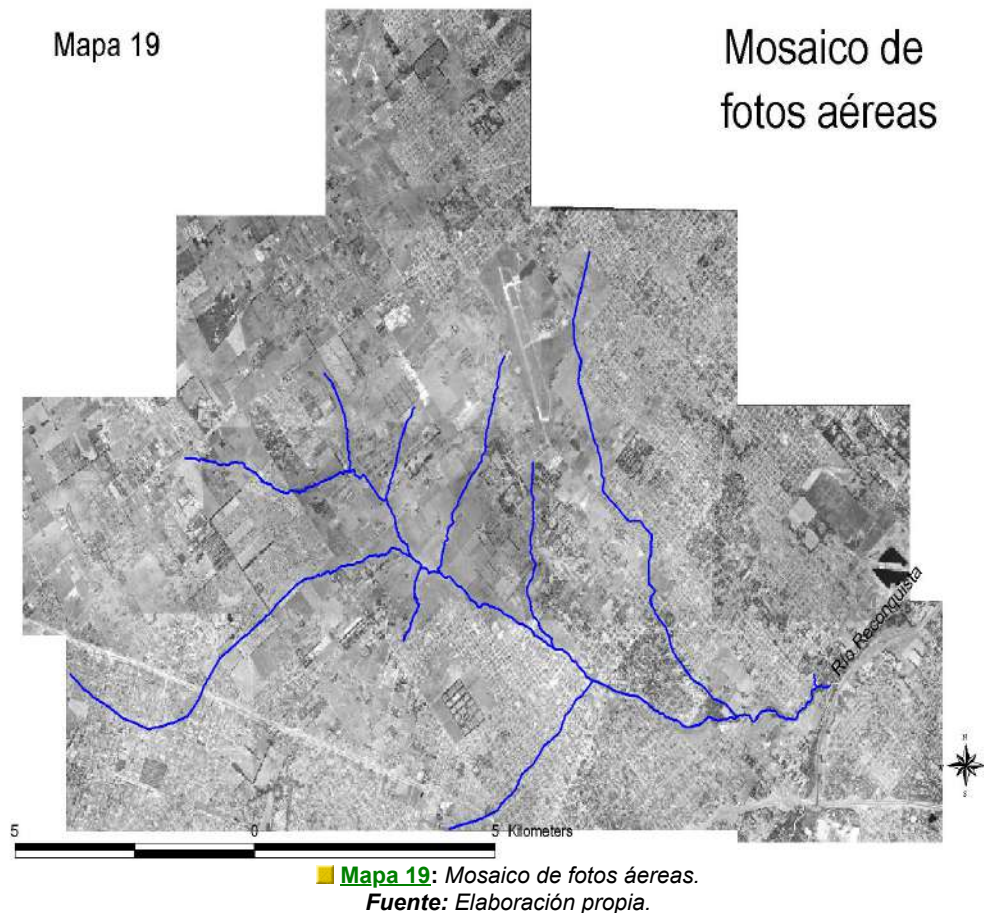 Mapa 19
Mosaico de
fotos aéreas
Río Reconquista
N
S
5 0 5 Kilometers
Mapa 19: Mosaico de fotos áereas.
Fuente: Elaboración propia.